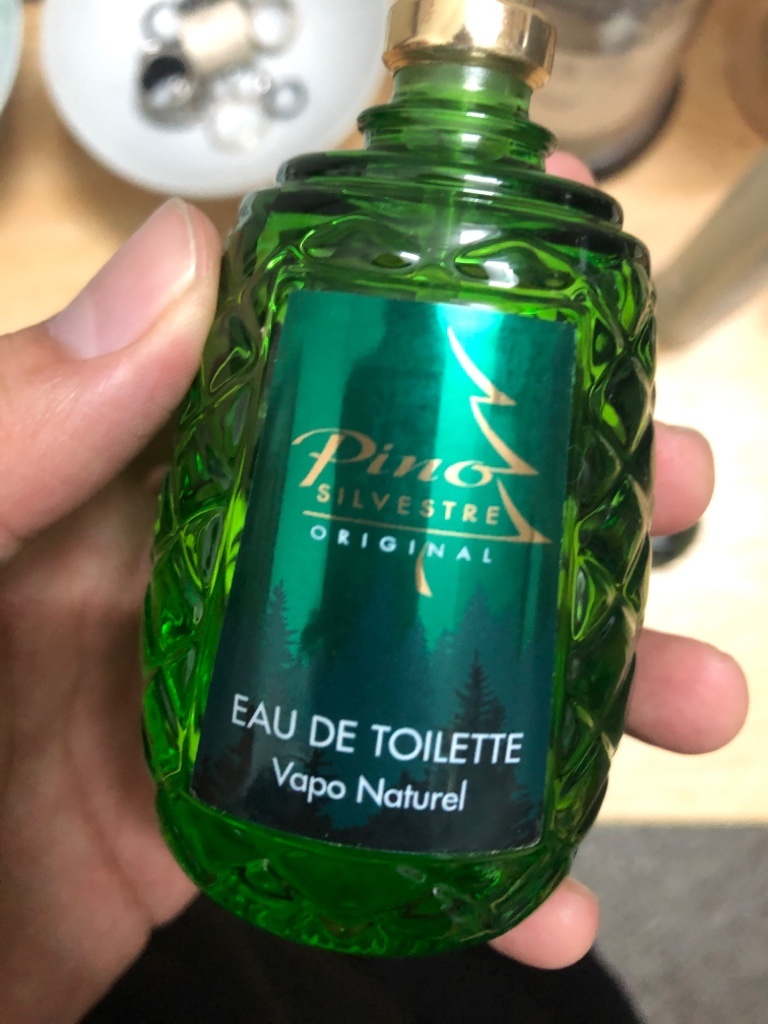 Pino
SILVESTRE
ORIGINAL
EAU DE TOILETTE
Vapo Naturel